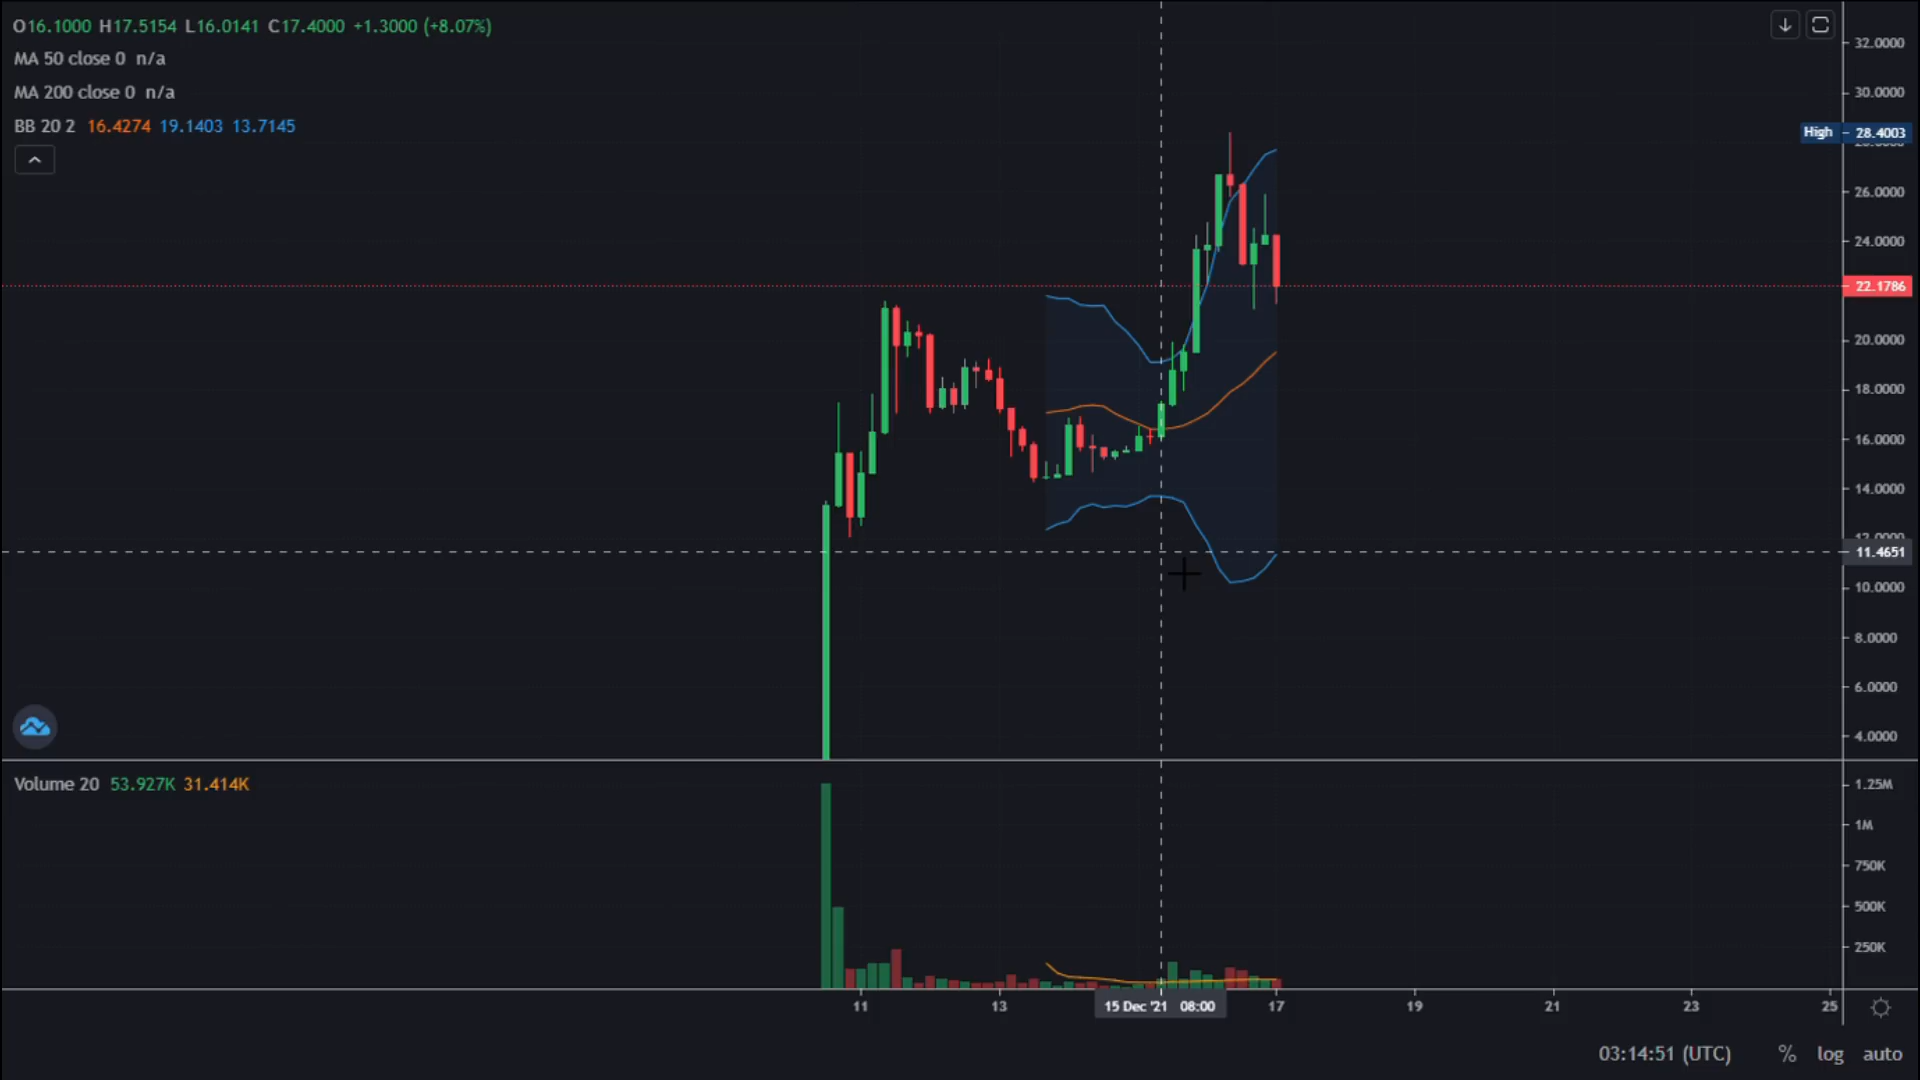 O16.1000 H17.5154 L16.0141 C17.4000 +1.3000 (+8.07%)
MA 50 close 0 n/a
MA 200 close 0 n/a
BB 20 2 16.4274 19.1403 13.7145
32.0000
30.0000
High 28.4003
26.0000
24.0000
22.1786
20.0000
18.0000
16.0000
14.0000
11.4651
10.0000
8.0000
6.0000
4.0000
Volume 20 53.927K 31.414K
1.25M
1M
750K
500K
250K
11 13 15 Dec '21 08:00 17 19 21 23 25
03:14:51 (UTC) % log auto